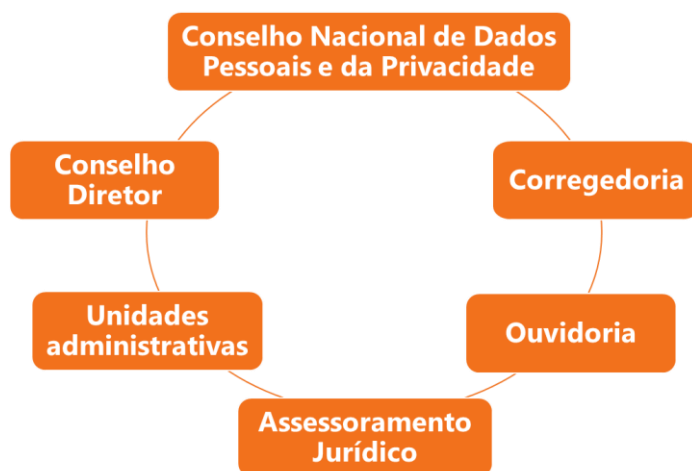 Conselho Nacional de Dados
Pessoais e da Privacidade
Corregedoria
Ouvidoria
Assessoramento
Jurídico
Unidades
administrativas
Conselho
Diretor